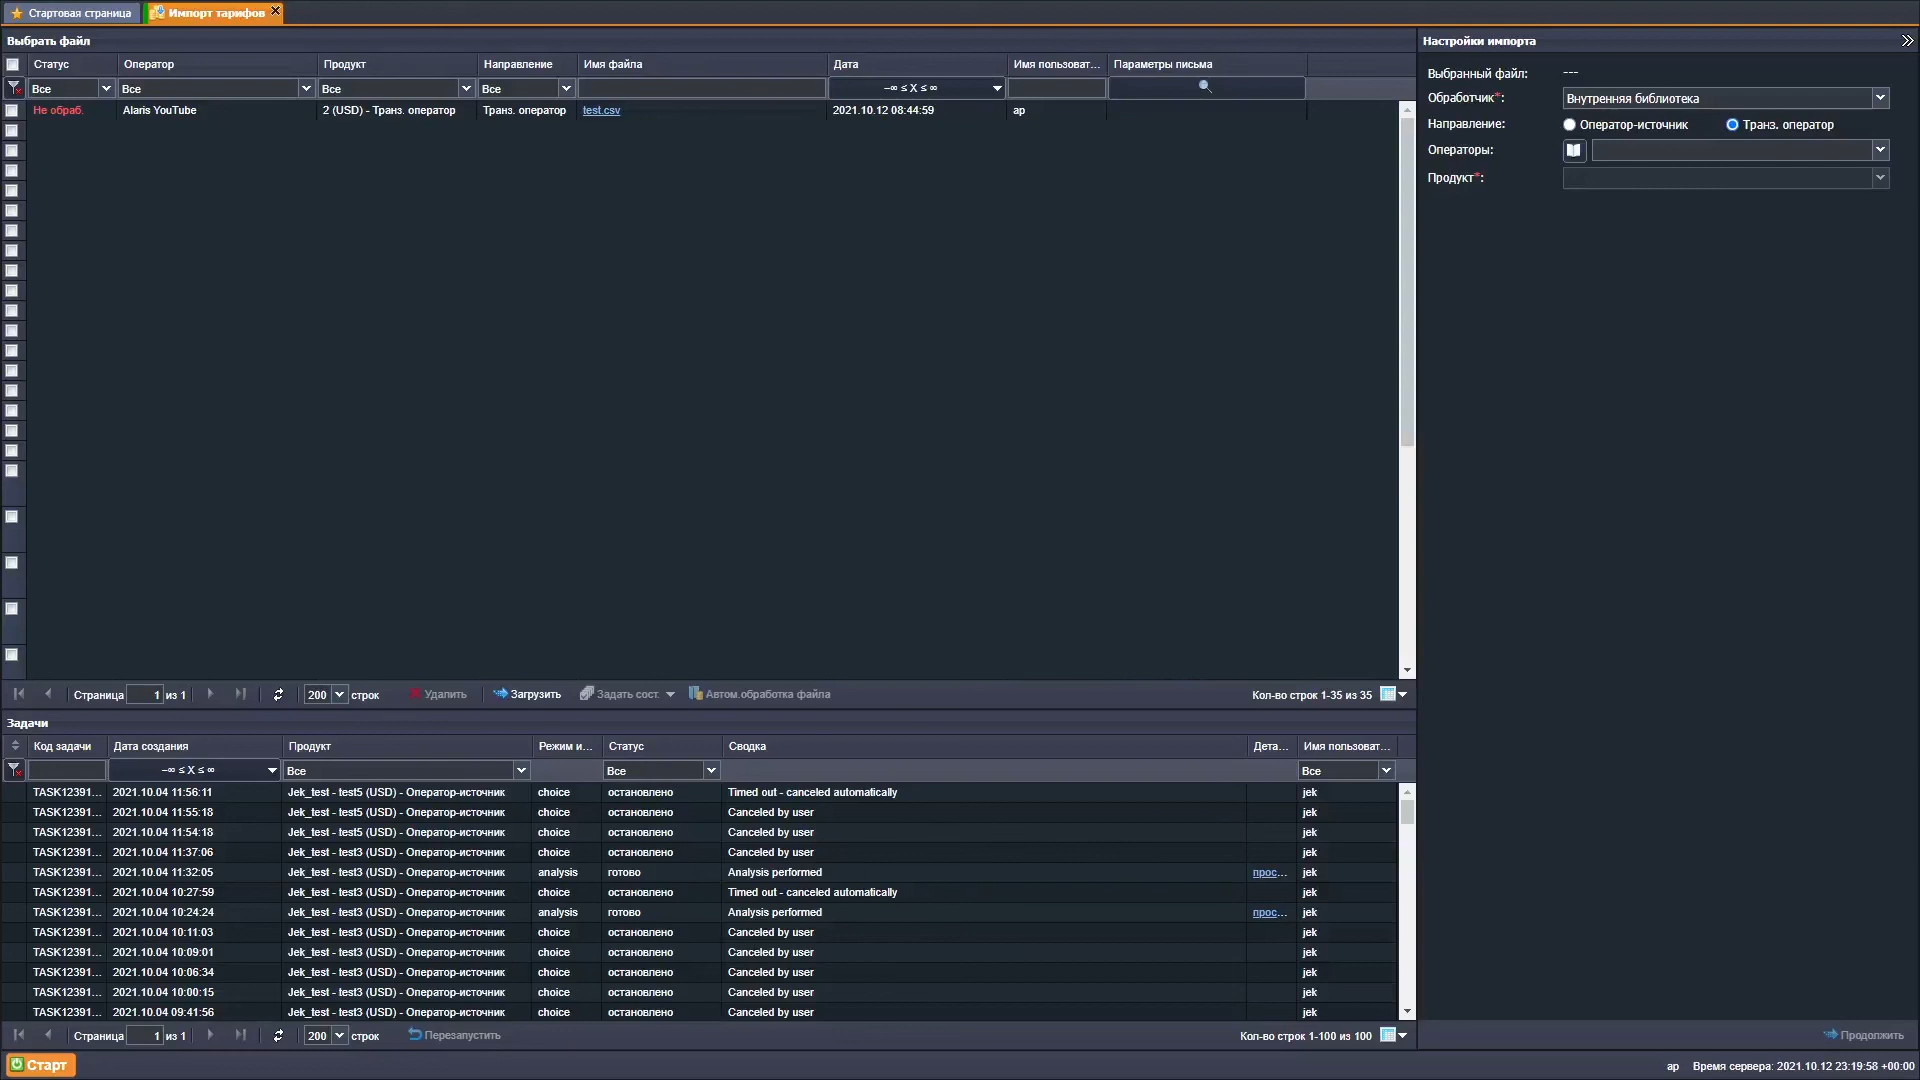 Стартовая страница
Импорт тарифов
Выбрать файл
Статус Оператор Продукт Направление Имя файла Дата Имя пользоват... Параметры письма
Все Все Все Все -∞ ≤ X ≤ ∞
Не обраб. Alaris YouTube 2 (USD) - Транз. оператор Транз. оператор test.csv 2021.10.12 08:44:59 ap
Страница 1 из 1 200 строк Удалить Загрузить Задать сост. Автом.обработка файла Кол-во строк 1-35 из 35
Задачи
Код задачи Дата создания Продукт Режим и... Статус Сводка Дета... Имя пользоват...
-∞ ≤ X ≤ ∞ Все Все Все
TASK12391... 2021.10.04 11:56:11 Jek_test - test5 (USD) - Оператор-источник choice остановлено Timed out - canceled automatically jek
TASK12391... 2021.10.04 11:55:18 Jek_test - test5 (USD) - Оператор-источник choice остановлено Canceled by user jek
TASK12391... 2021.10.04 11:54:18 Jek_test - test5 (USD) - Оператор-источник choice остановлено Canceled by user jek
TASK12391... 2021.10.04 11:37:06 Jek_test - test3 (USD) - Оператор-источник choice остановлено Canceled by user jek
TASK12391... 2021.10.04 11:32:05 Jek_test - test3 (USD) - Оператор-источник analysis готово Analysis performed прос... jek
TASK12391... 2021.10.04 10:27:59 Jek_test - test3 (USD) - Оператор-источник choice остановлено Timed out - canceled automatically jek
TASK12391... 2021.10.04 10:24:24 Jek_test - test3 (USD) - Оператор-источник analysis готово Analysis performed прос... jek
TASK12391... 2021.10.04 10:11:03 Jek_test - test3 (USD) - Оператор-источник choice остановлено Canceled by user jek
TASK12391... 2021.10.04 10:09:01 Jek_test - test3 (USD) - Оператор-источник choice остановлено Canceled by user jek
TASK12391... 2021.10.04 10:06:34 Jek_test - test3 (USD) - Оператор-источник choice остановлено Canceled by user jek
TASK12391... 2021.10.04 10:00:15 Jek_test - test3 (USD) - Оператор-источник choice остановлено Canceled by user jek
TASK12391... 2021.10.04 09:41:56 Jek_test - test3 (USD) - Оператор-источник choice остановлено Canceled by user jek
Страница 1 из 1 200 строк Перезапустить Кол-во строк 1-100 из 100
Настройки импорта
Выбранный файл: ---
Обработчик*: Внутренняя библиотека
Направление: Оператор-источник Транз. оператор
Операторы:
Продукт*:
Продолжить
Старт
ap Время сервера: 2021.10.12 23:19:58 +00:00